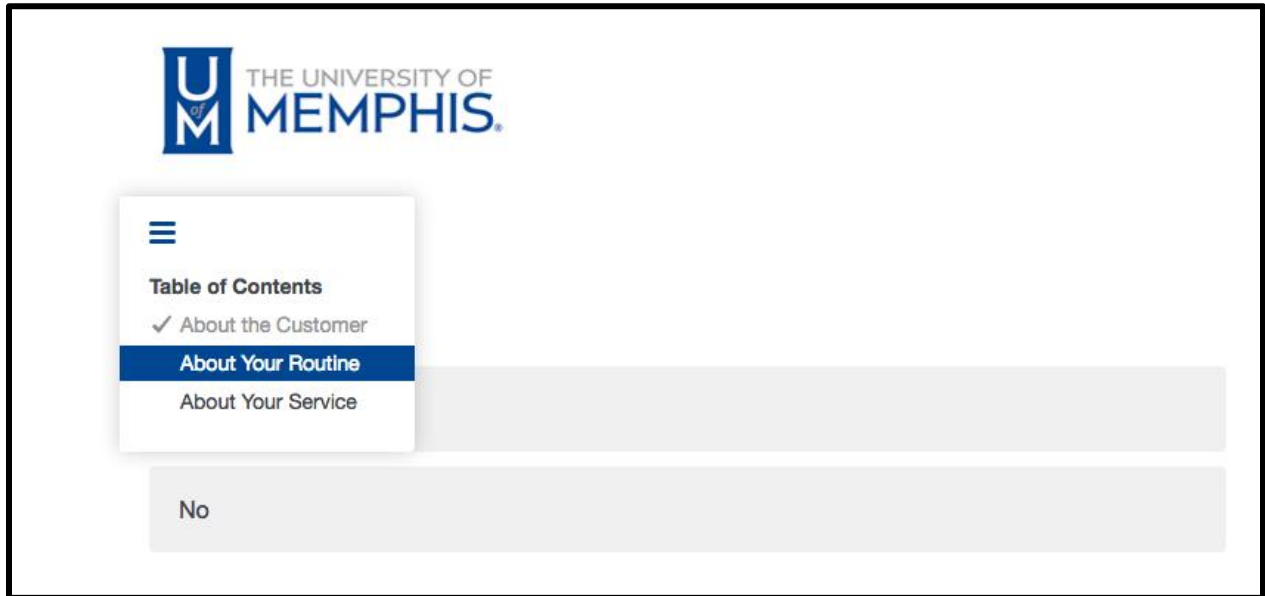 U
of
M
THE UNIVERSITY OF
MEMPHIS®
Table of Contents
✓ About the Customer
About Your Routine
About Your Service
No